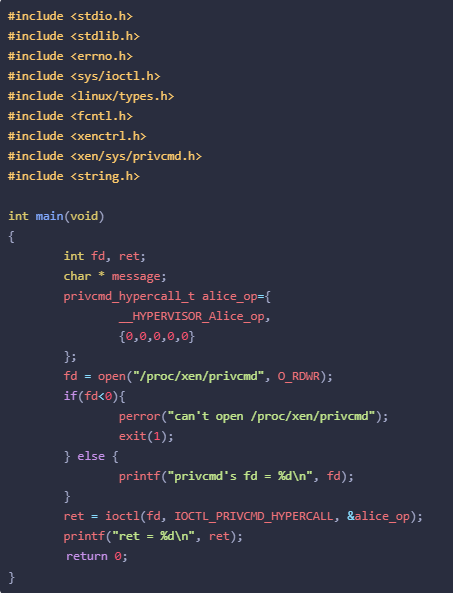 #include <stdio.h>
#include <stdlib.h>
#include <errno.h>
#include <sys/ioctl.h>
#include <linux/types.h>
#include <fcntl.h>
#include <xenctrl.h>
#include <xen/sys/privcmd.h>
#include <string.h>

int main(void)
{
        int fd, ret;
        char * message;
        privcmd_hypercall_t alice_op={
                __HYPERVISOR_Alice_op,
                {0,0,0,0,0}
        };
        fd = open("/proc/xen/privcmd", O_RDWR);
        if(fd<0){
                perror("can't open /proc/xen/privcmd");
                exit(1);
        } else {
                printf("privcmd's fd = %d\n", fd);
        }
        ret = ioctl(fd, IOCTL_PRIVCMD_HYPERCALL, &alice_op);
        printf("ret = %d\n", ret);
        return 0;
}